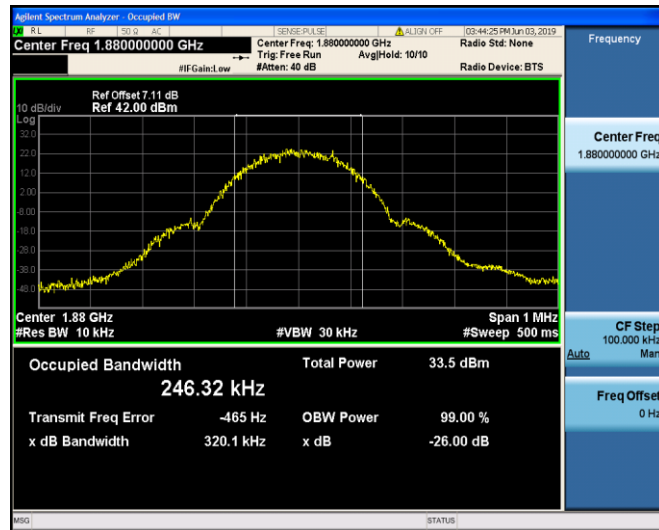 Agilent Spectrum Analyzer - Occupied BW
RL RF 50 Ω AC SENSE:PULSE ALIGN OFF 03:44:25 PM Jun 03, 2019
Center Freq 1.880000000 GHz
Center Freq: 1.880000000 GHz
Radio Std: None
Trig: Free Run Avg|Hold: 10/10
#IFGain:Low #Atten: 40 dB Radio Device: BTS
Ref Offset 7.11 dB
10 dB/div Ref 42.00 dBm
Log
32.0
22.0
12.0
2.00
-8.00
-18.0
-28.0
-38.0
-48.0
Center 1.88 GHz Span 1 MHz
#Res BW 10 kHz #VBW 30 kHz #Sweep 500 ms
Occupied Bandwidth Total Power 33.5 dBm
246.32 kHz
Transmit Freq Error -465 Hz OBW Power 99.00 %
x dB Bandwidth 320.1 kHz x dB -26.00 dB
MSG STATUS
Frequency
Center Freq
1.880000000 GHz
CF Step
100.000 kHz
Auto Man
Freq Offset
0 Hz